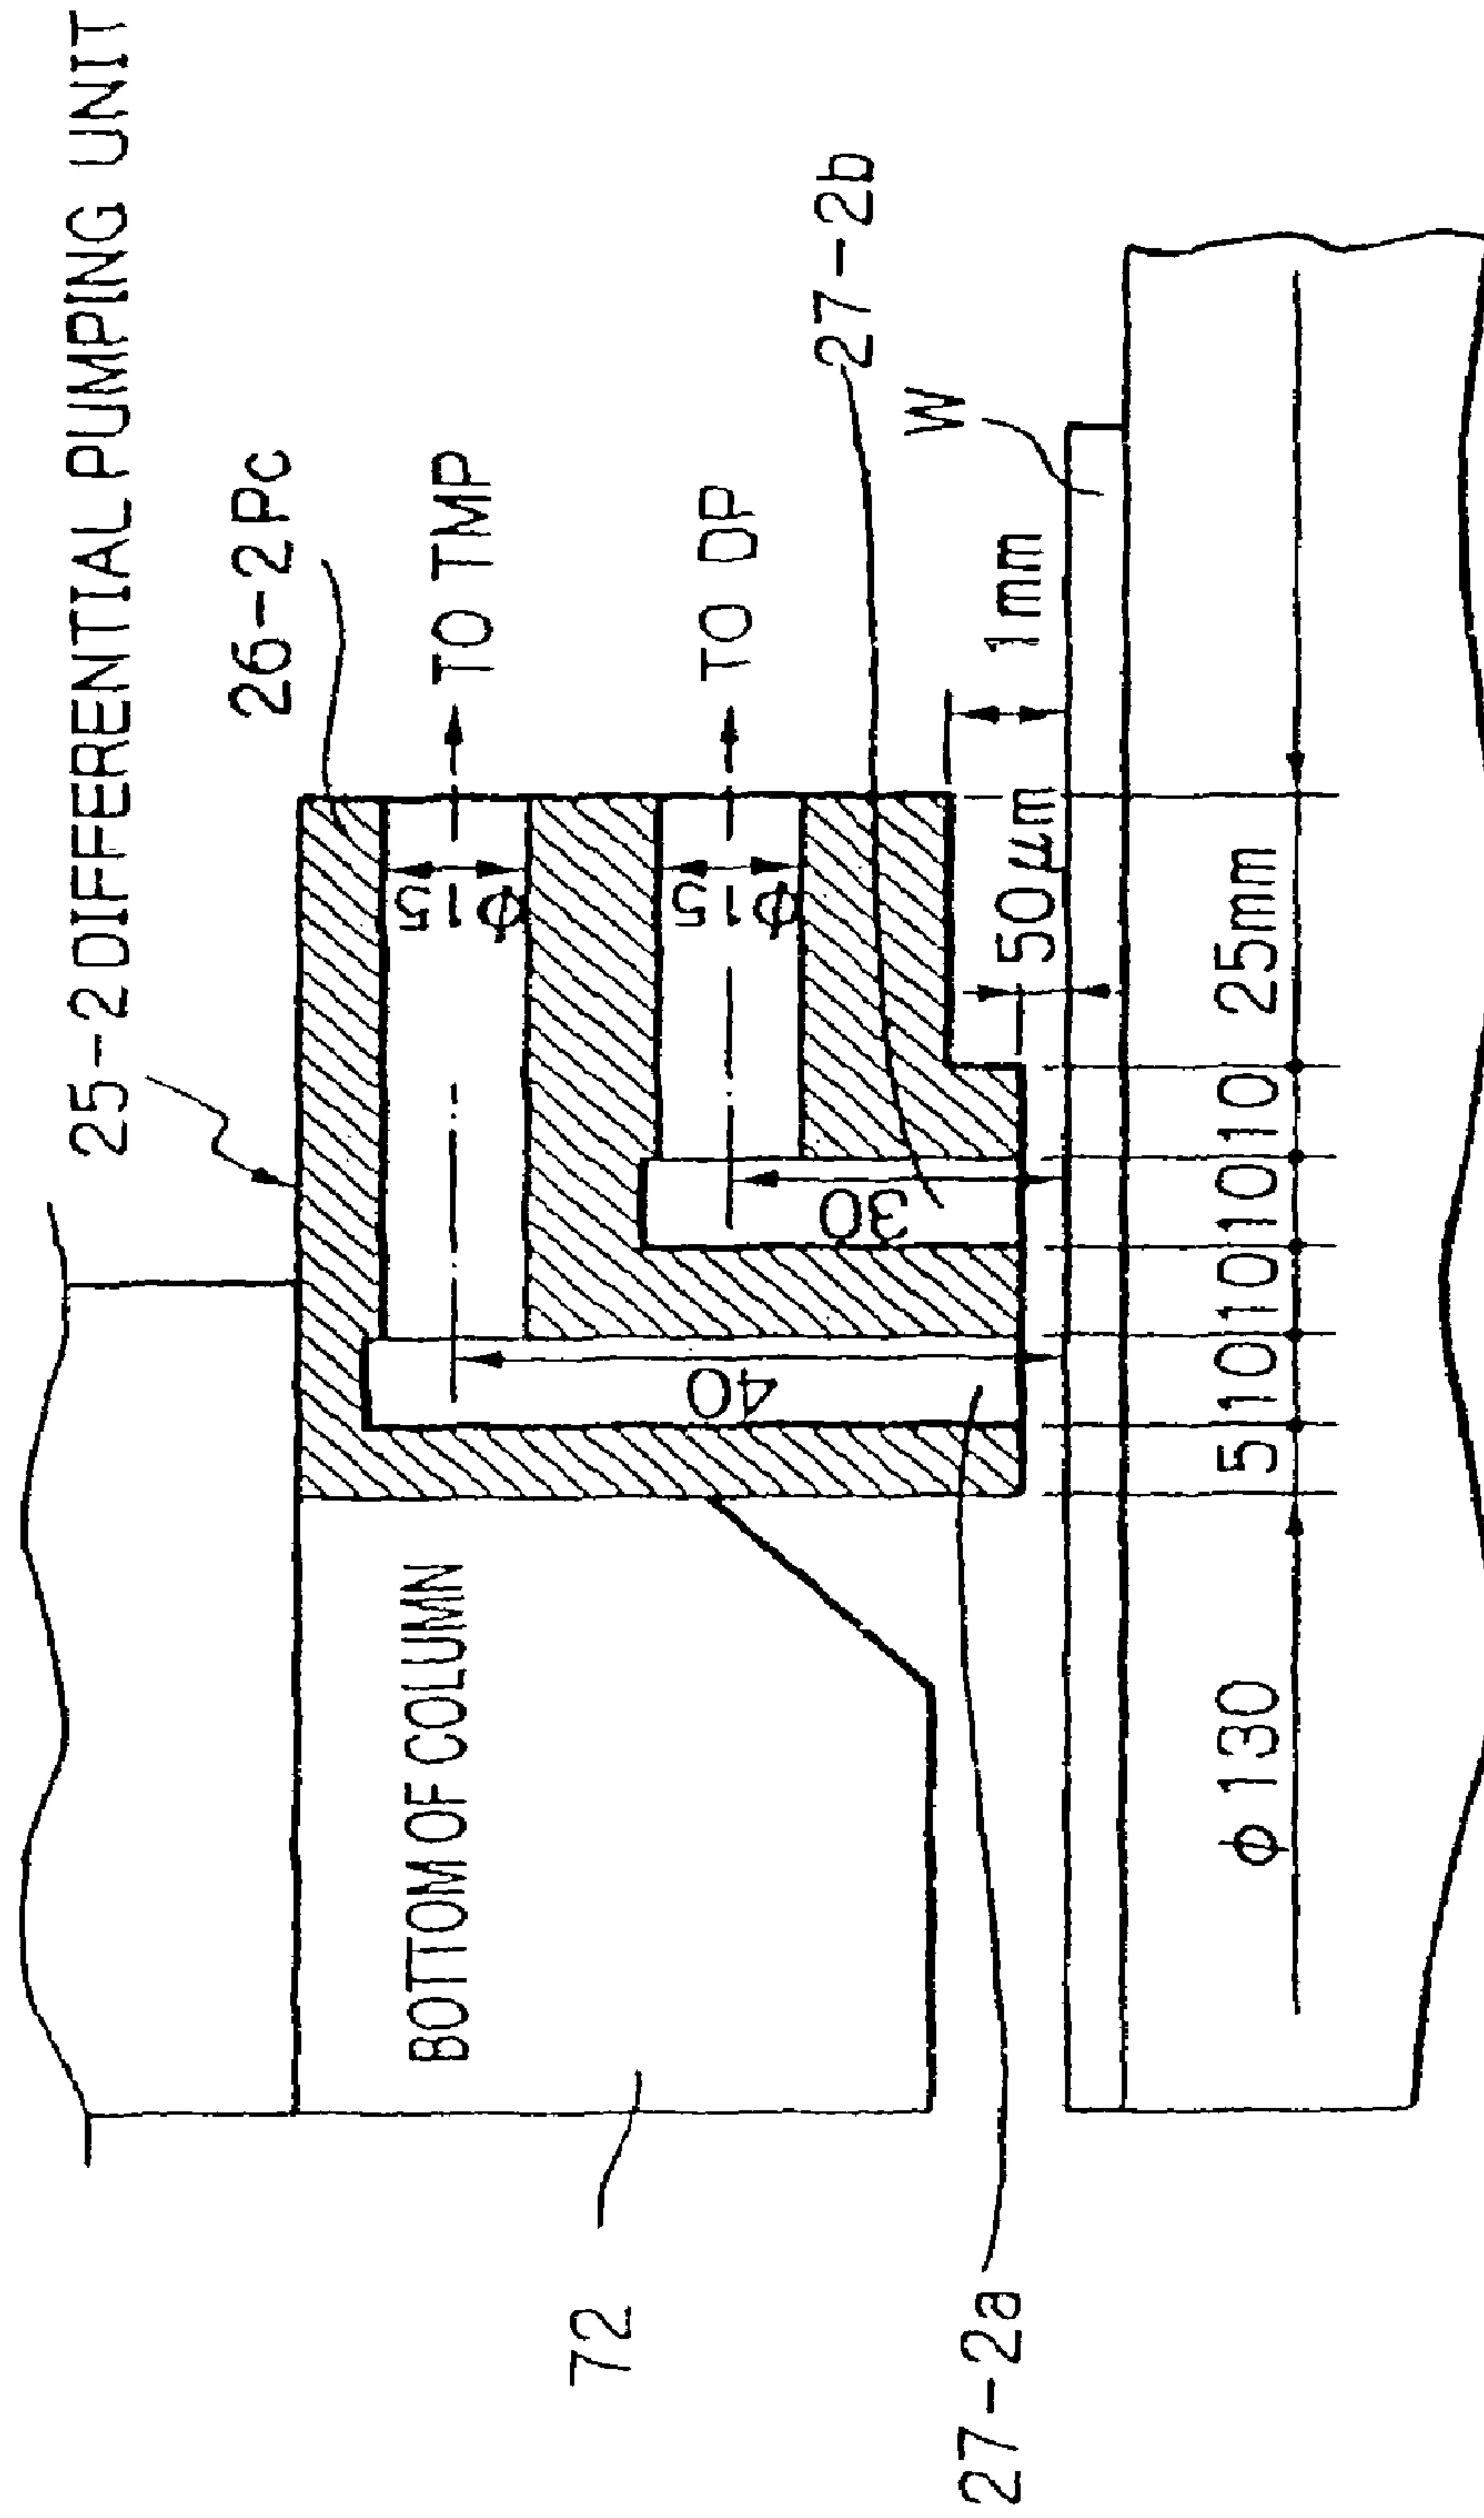 25-2 DIFFERENTIAL PUMPING UNIT
26-2Pc
TO TMP
φ15
TO DP
φ15
27-2b
W
1mm
50μm
30
40
BOTTOM OF COLUMN
72
27-2a
φ130
5 10 10 10 10 25mm